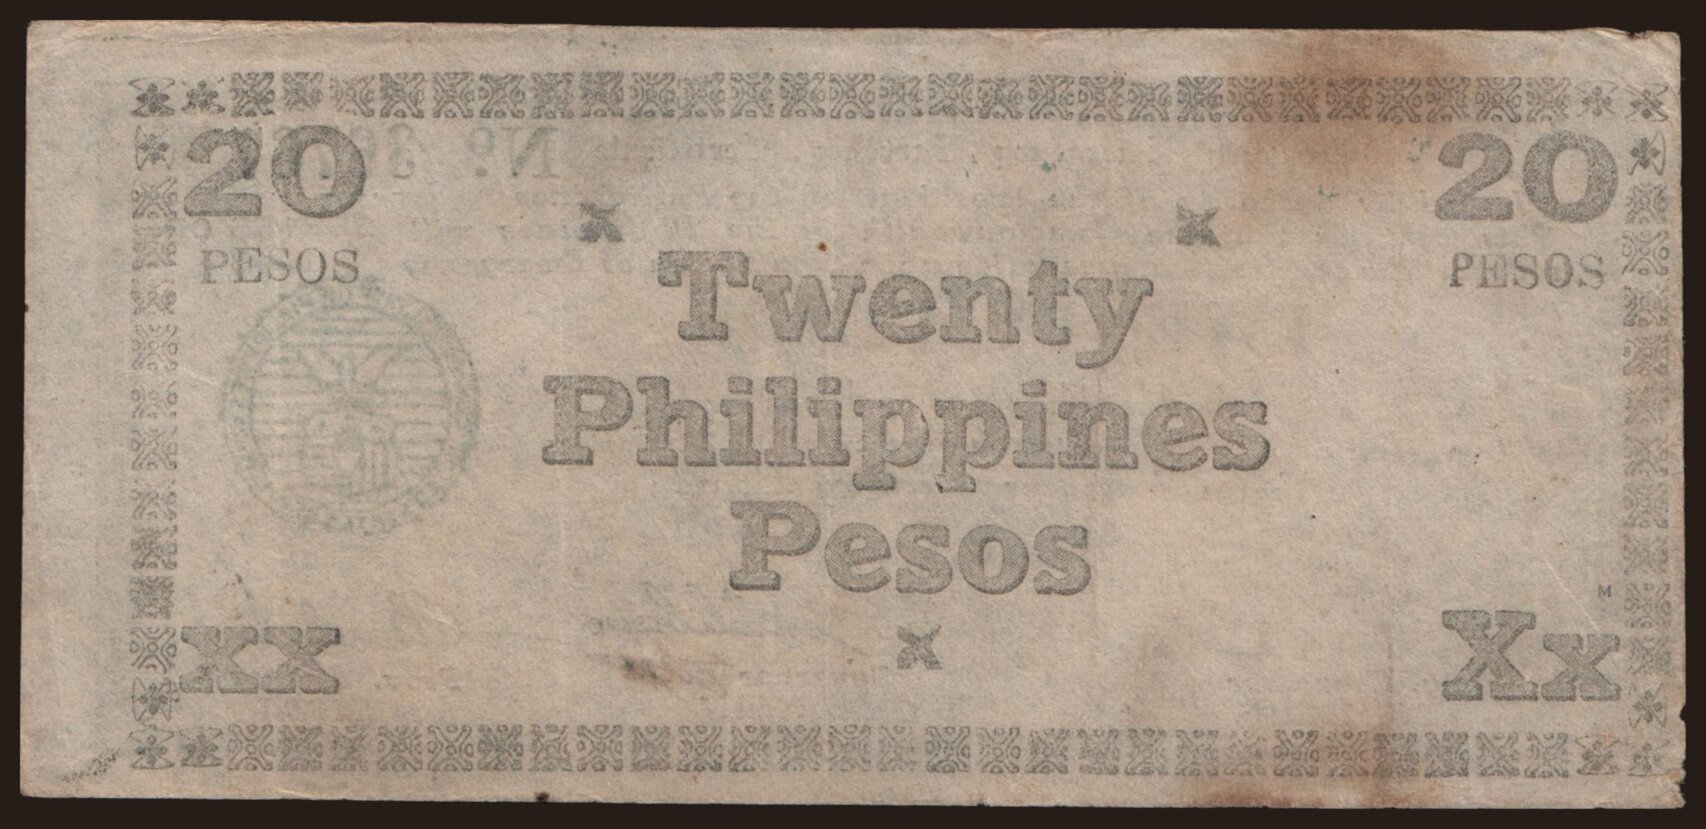 20 20
PESOS PESOS
Twenty
Philippines
Pesos
M
XX Xx